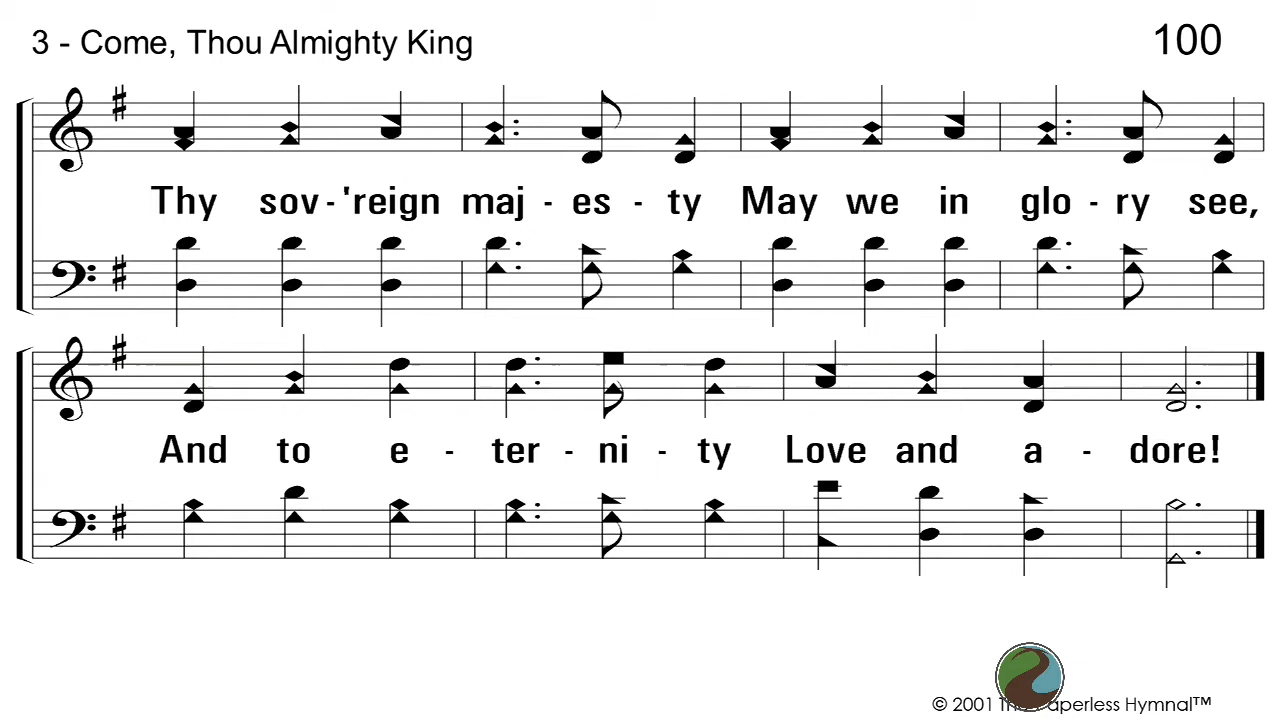 3 - Come, Thou Almighty King
100
Thy sov-'reign maj - es - ty May we in glo - ry see,
And to e - ter - ni - ty Love and a - dore!
© 2001 The Paperless Hymnal™